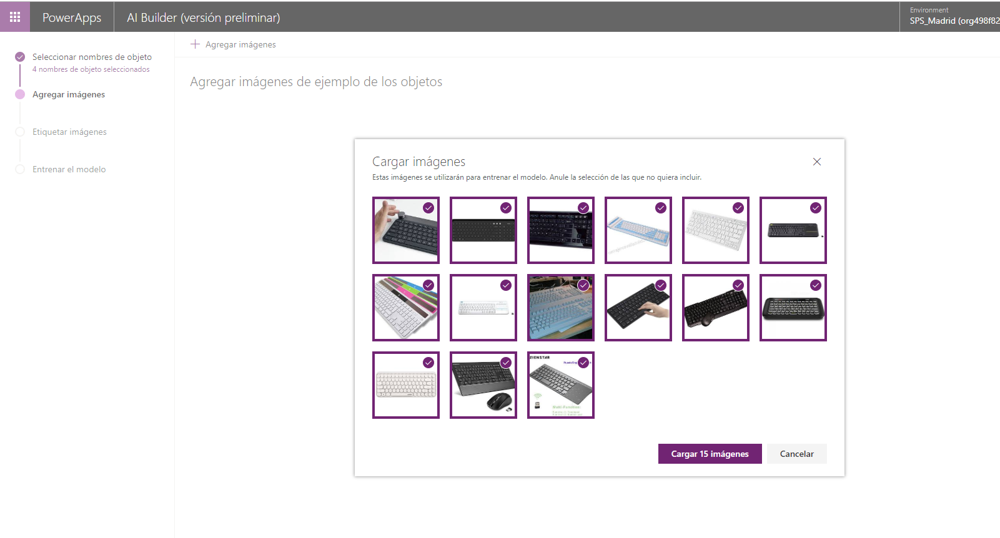 PowerApps
AI Builder (versión preliminar)
Environment
SPS_Madrid (org498f82
Seleccionar nombres de objeto
4 nombres de objeto seleccionados
Agregar imágenes
Etiquetar imágenes
Entrenar el modelo
Agregar imágenes
Agregar imágenes de ejemplo de los objetos
Cargar imágenes
Estas imágenes se utilizarán para entrenar el modelo. Anule la selección de las que no quiera incluir.
ZIENSTAR
Cargar 15 imágenes
Cancelar